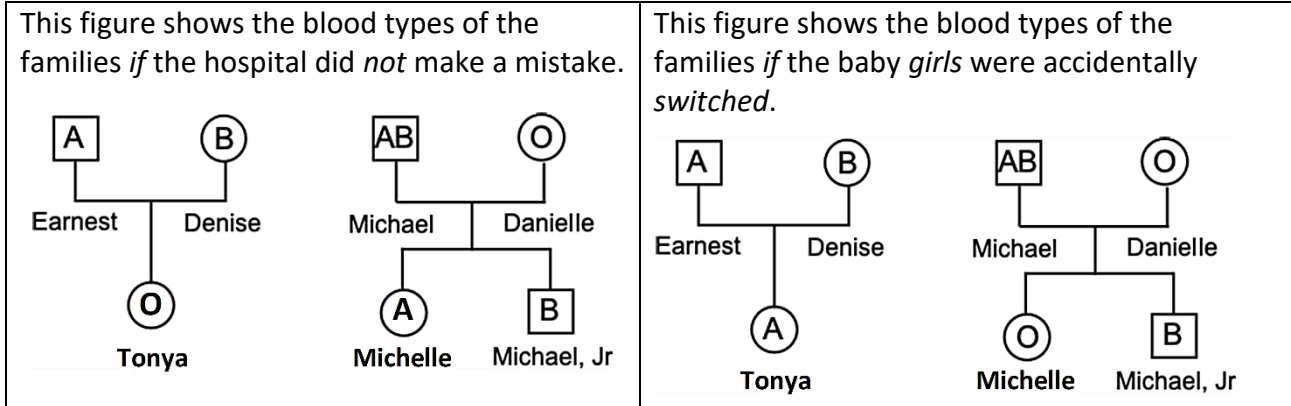 This figure shows the blood types of the
families if the hospital did not make a mistake.
A B AB O
Earnest Denise Michael Danielle
O A B
Tonya Michelle Michael, Jr
This figure shows the blood types of the
families if the baby girls were accidentally
switched.
A B AB O
Earnest Denise Michael Danielle
A O B
Tonya Michelle Michael, Jr